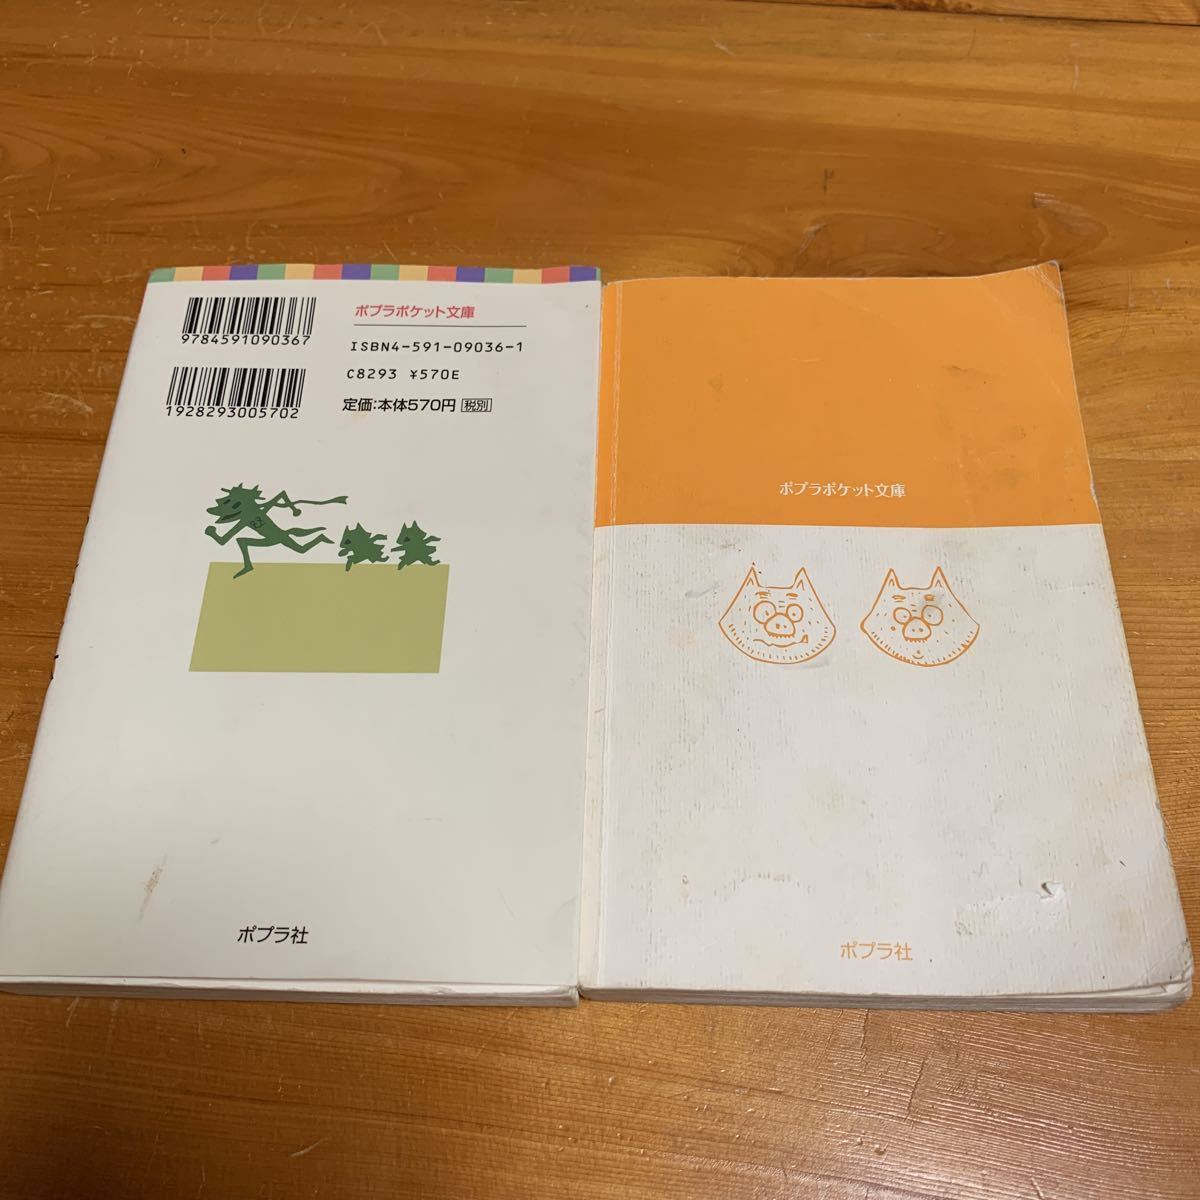 9784591090367
1928293005702
ポプラポケット文庫
ISBN4-591-09036-1
C8293 ¥570E
定価:本体570円 税別
ポプラ社
ポプラポケット文庫
ポプラ社